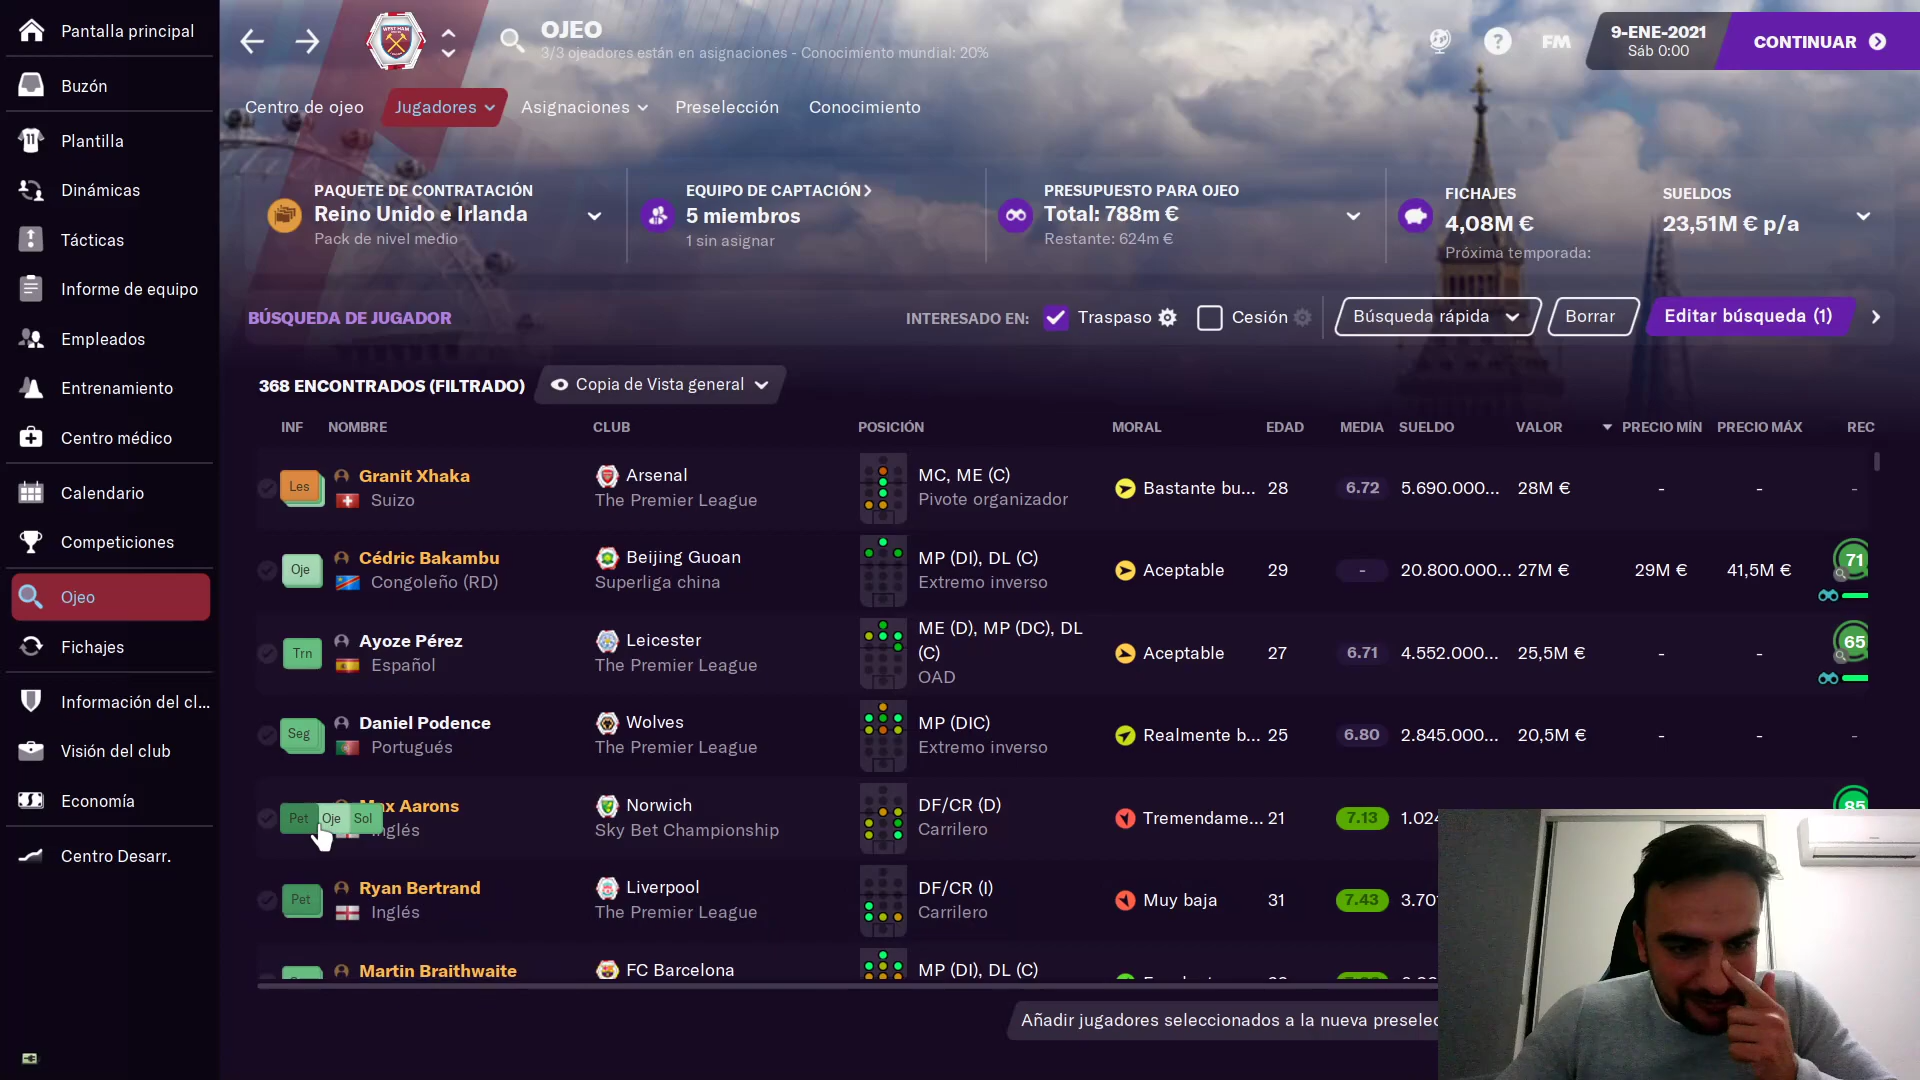 Pantalla principal
Buzón
Plantilla
Dinámicas
Tácticas
Informe de equipo
Empleados
Entrenamiento
Centro médico
Calendario
Competiciones
Ojeo
Fichajes
Información del cl...
Visión del club
Economía
Centro Desarr.
OJEO
3/3 ojeadores están en asignaciones - Conocimiento mundial: 20%
FM
9-ENE-2021
Sáb 0:00
CONTINUAR
Centro de ojeo
Jugadores
Asignaciones
Preselección
Conocimiento
PAQUETE DE CONTRATACIÓN
Reino Unido e Irlanda
Pack de nivel medio
EQUIPO DE CAPTACIÓN
5 miembros
1 sin asignar
PRESUPUESTO PARA OJEO
Total: 788m €
Restante: 624m €
FICHAJES
4,08M €
Próxima temporada:
SUELDOS
23,51M € p/a
BÚSQUEDA DE JUGADOR
INTERESADO EN: Traspaso Cesión
Búsqueda rápida
Borrar
Editar búsqueda (1)
368 ENCONTRADOS (FILTRADO)
Copia de Vista general
INF NOMBRE CLUB POSICIÓN MORAL EDAD MEDIA SUELDO VALOR PRECIO MÍN PRECIO MÁX REC
Les Granit Xhaka Arsenal MC, ME (C) Bastante bu... 28 6.72 5.690.000... 28M € - - -
Suizo The Premier League Pivote organizador
Oje Cédric Bakambu Beijing Guoan MP (DI), DL (C) Aceptable 29 - 20.800.000... 27M € 29M € 41,5M € 71
Congoleño (RD) Superliga china Extremo inverso
Trn Ayoze Pérez Leicester ME (D), MP (DC), DL (C) Aceptable 27 6.71 4.552.000... 25,5M € - - 65
Español The Premier League OAD
Seg Daniel Podence Wolves MP (DIC) Realmente b... 25 6.80 2.845.000... 20,5M € - - -
Portugués The Premier League Extremo inverso
Pet Oje Sol Max Aarons Norwich DF/CR (D) Tremendame... 21 7.13 1.024 85
Inglés Sky Bet Championship Carrilero
Pet Ryan Bertrand Liverpool DF/CR (I) Muy baja 31 7.43 3.70
Inglés The Premier League Carrilero
Martin Braithwaite FC Barcelona MP (DI), DL (C)
Añadir jugadores seleccionados a la nueva preselec